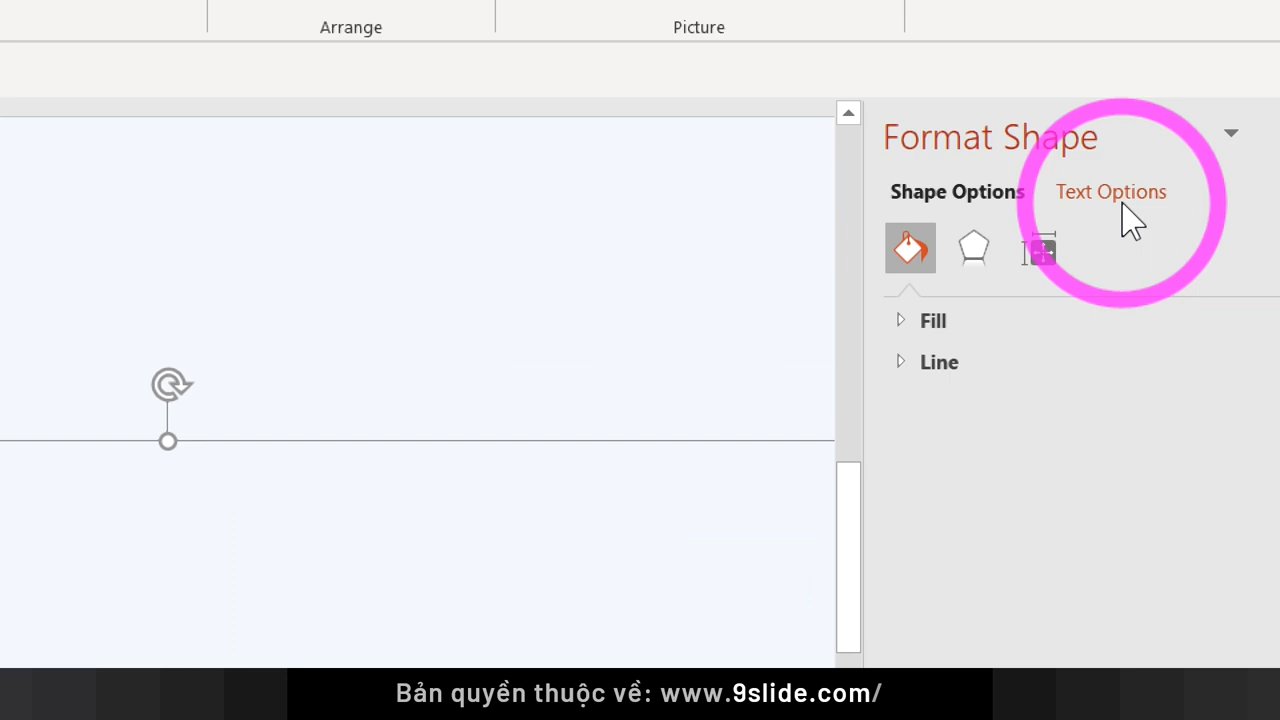 Arrange
Picture
Format Shape
Shape Options
Text Options
Fill
Line
Bản quyền thuộc về: www.9slide.com/